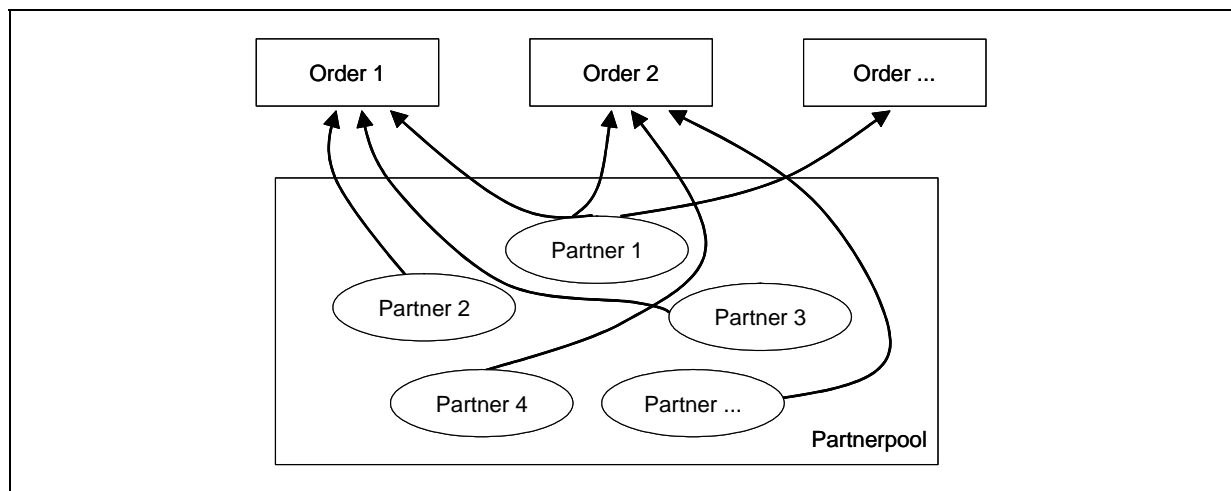 Order 1
Order 2
Order ...
Partner 1
Partner 2
Partner 3
Partner 4
Partner ...
Partnerpool